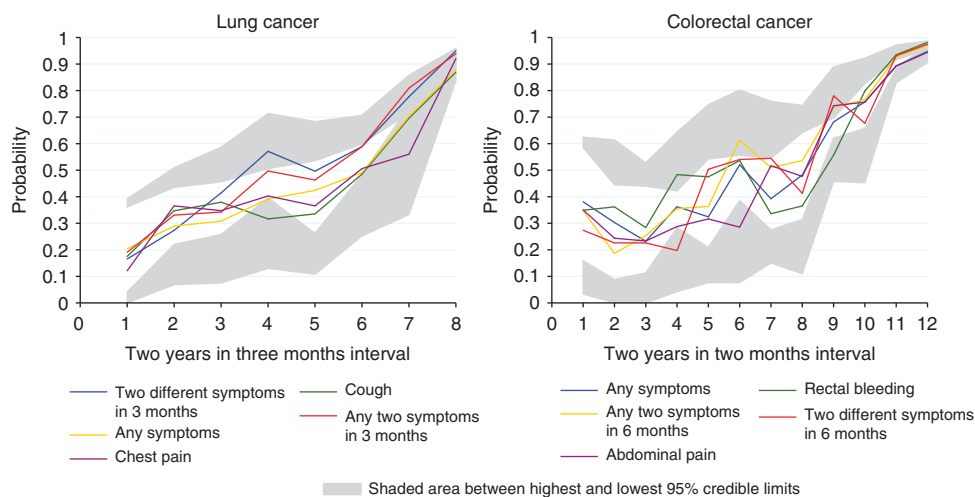 Lung cancer
Probability
1
0.9
0.8
0.7
0.6
0.5
0.4
0.3
0.2
0.1
0
0 1 2 3 4 5 6 7 8
Two years in three months interval
Two different symptoms
in 3 months
Any symptoms
Chest pain
Cough
Any two symptoms
in 3 months
Colorectal cancer
Probability
1
0.9
0.8
0.7
0.6
0.5
0.4
0.3
0.2
0.1
0
0 1 2 3 4 5 6 7 8 9 10 11 12
Two years in two months interval
Any symptoms
Any two symptoms
in 6 months
Abdominal pain
Rectal bleeding
Two different symptoms
in 6 months
Shaded area between highest and lowest 95% credible limits